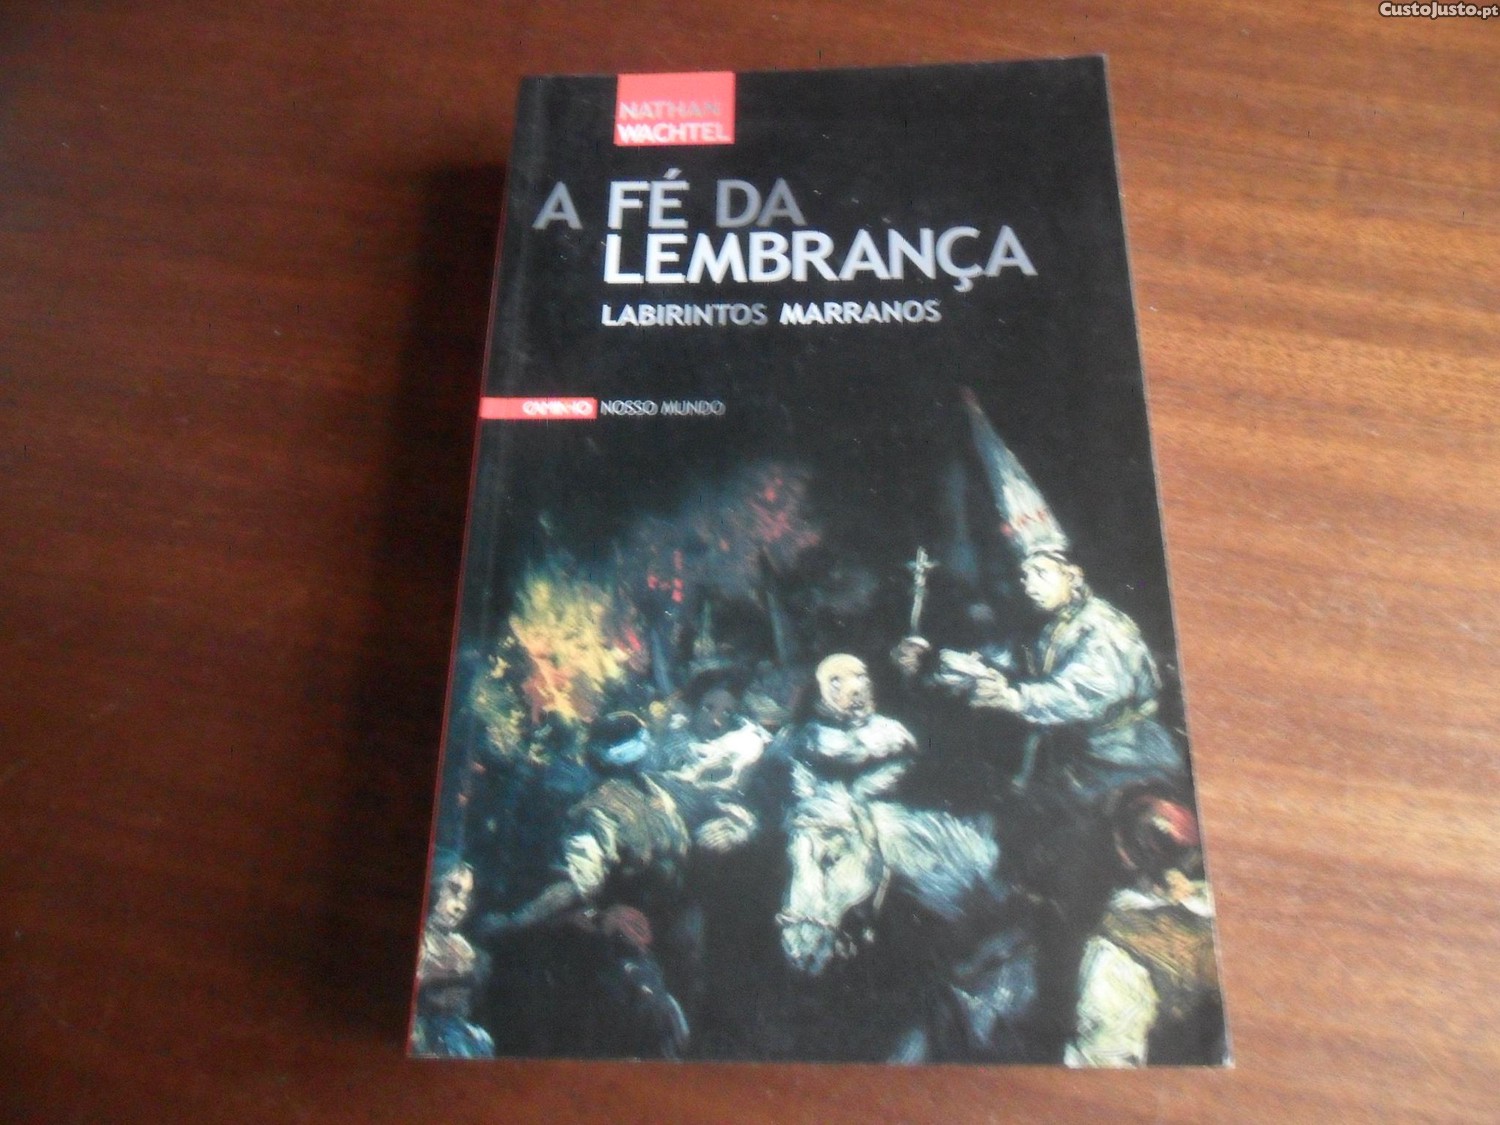 CustoJusto.pt
NATHAN
WACHTEL
A FÉ DA
LEMBRANÇA
LABIRINTOS MARRANOS
CAMINHO NOSSO MUNDO